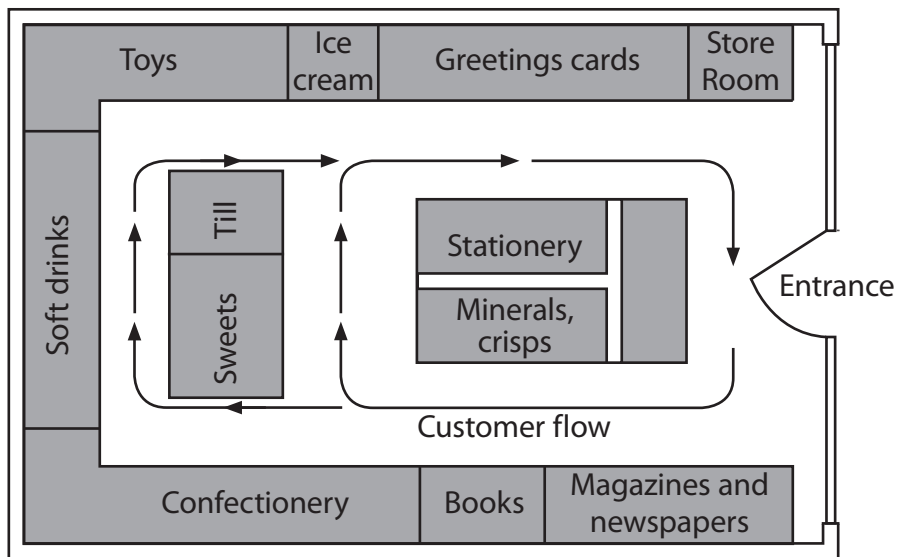 Toys
Ice
cream
Greetings cards
Store
Room
Till
Stationery
Soft drinks
Entrance
Sweets
Minerals,
crisps
Customer flow
Confectionery
Books
Magazines and
newspapers